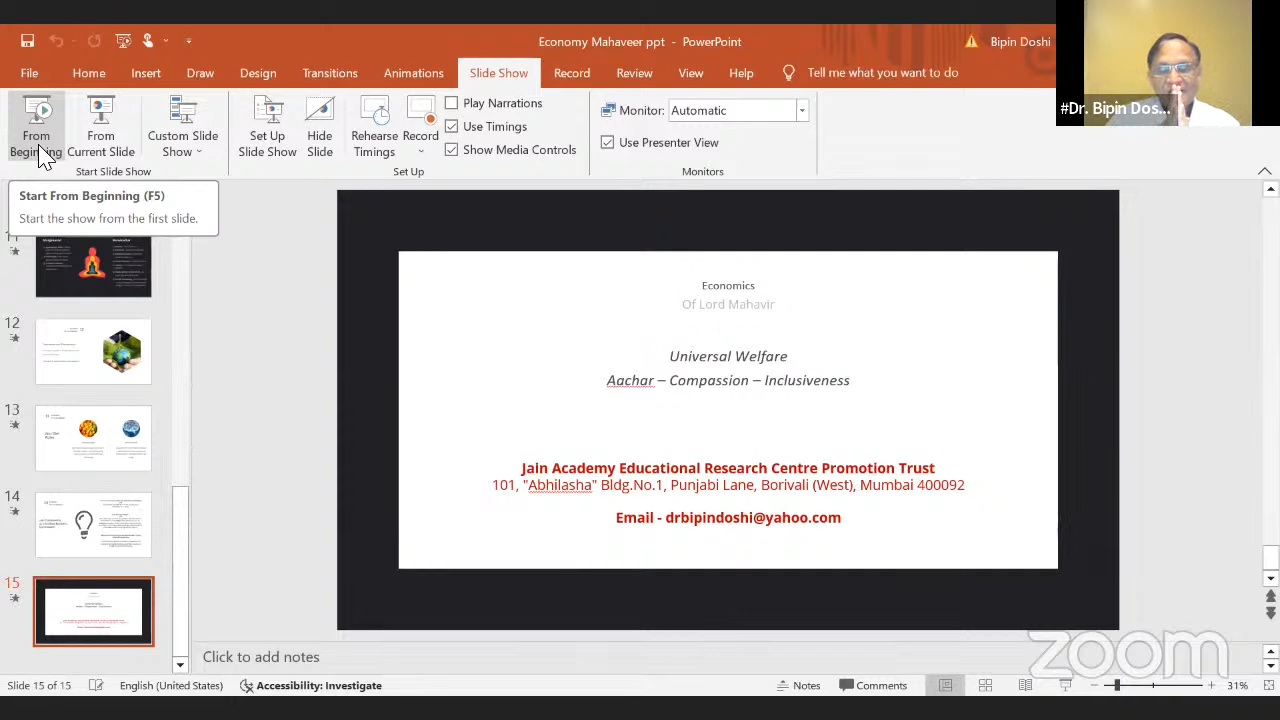 Economy Mahaveer ppt - PowerPoint
Bipin Doshi
File Home Insert Draw Design Transitions Animations Slide Show Record Review View Help Tell me what you want to do
From Beginning
From Current Slide
Custom Slide Show
Set Up Slide Show
Hide Slide
Rehearse Timings
Record
Play Narrations
Use Timings
Show Media Controls
Monitor: Automatic
Use Presenter View
Start Slide Show
Set Up
Monitors
#Dr. Bipin Dos...
Start From Beginning (F5)
Start the show from the first slide.
12
13
14
15
Economics
Of Lord Mahavir
Universal Welfare
Aachar – Compassion – Inclusiveness
Jain Academy Educational Research Centre Promotion Trust
101, "Abhilasha" Bldg.No.1, Punjabi Lane, Borivali (West), Mumbai 400092
Email - drbipindoshi@yahoo.com
Click to add notes
zoom
Slide 15 of 15 English (United States) Accessibility: Investigate Notes Comments 31%